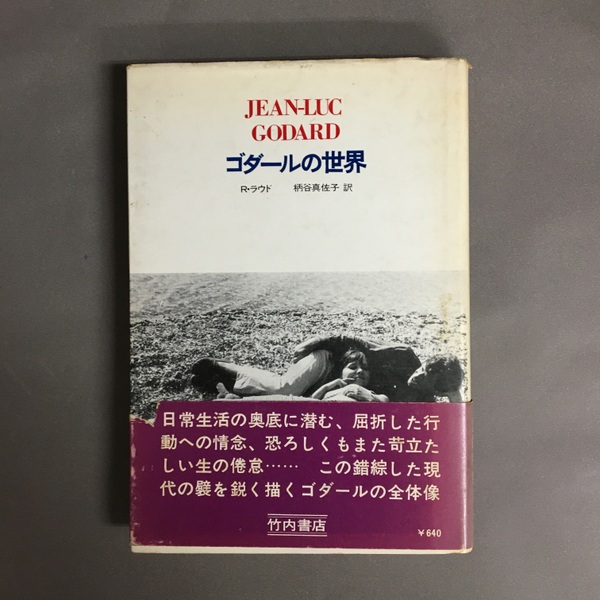 JEAN-LUC
GODARD
ゴダールの世界
R・ラウド 柄谷真佐子 訳
日常生活の奥底に潜む、屈折した行
動への情念、恐ろしくもまた苛立た
しい生の倦怠…… この錯綜した現
代の襞を鋭く描くゴダールの全体像
竹内書店
￥640